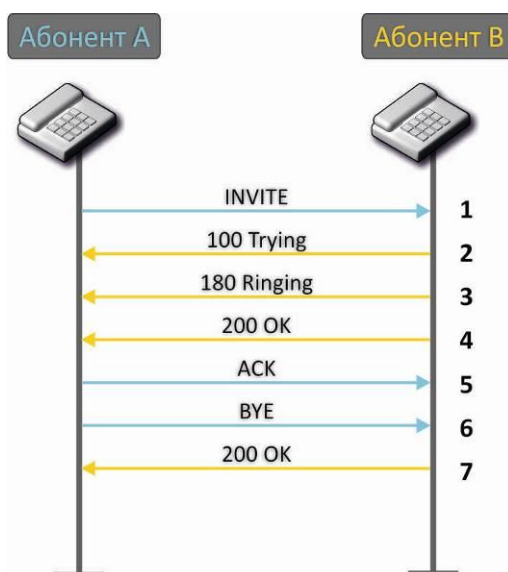 Абонент A
Абонент B
INVITE
1
100 Trying
2
180 Ringing
3
200 OK
4
ACK
5
BYE
6
200 OK
7